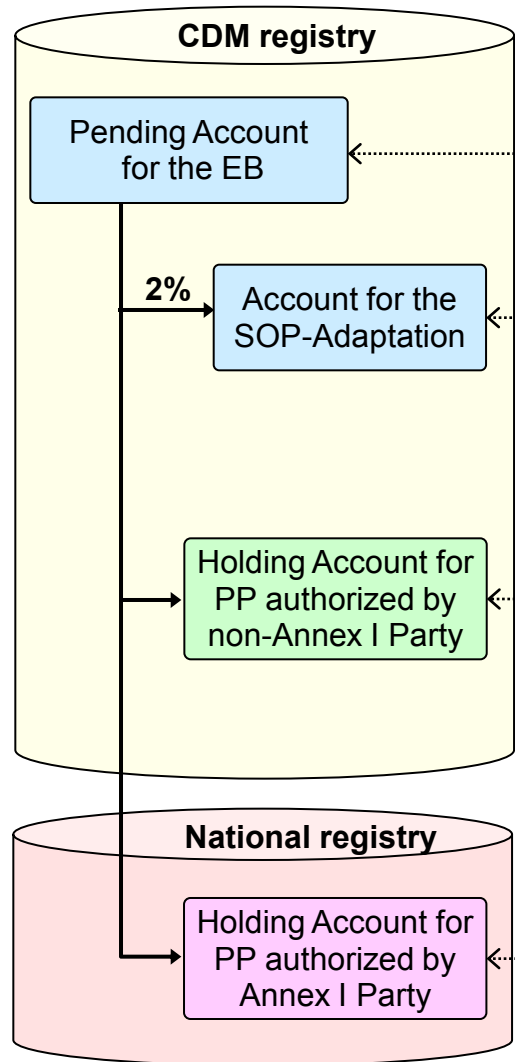 CDM registry
Pending Account
for the EB
2%
Account for the
SOP-Adaptation
Holding Account for
PP authorized by
non-Annex I Party
National registry
Holding Account for
PP authorized by
Annex I Party